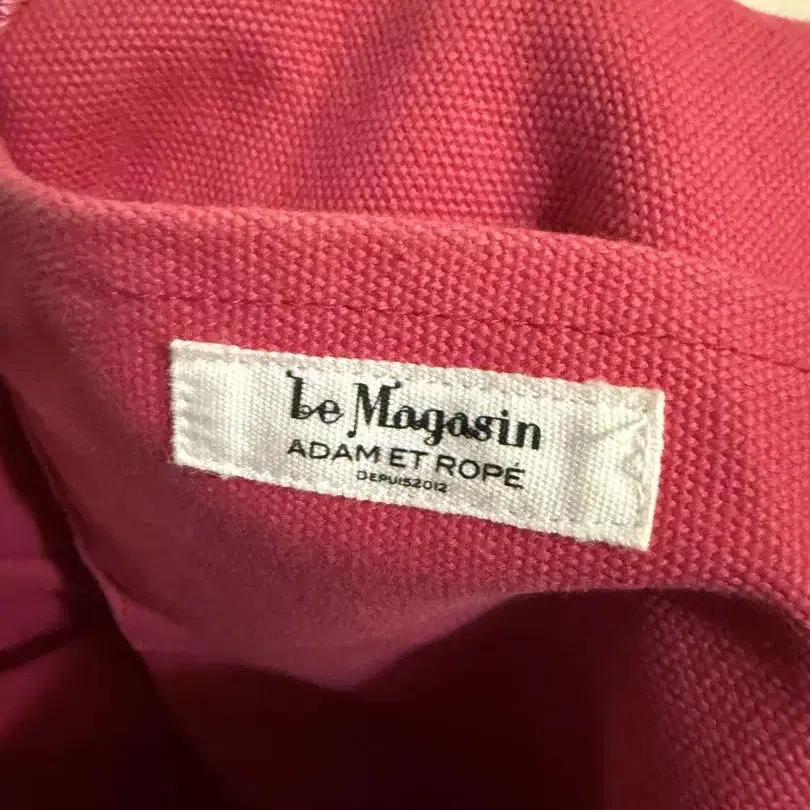 Le Magasin
ADAM ET ROPÉ
DEPUIS2012